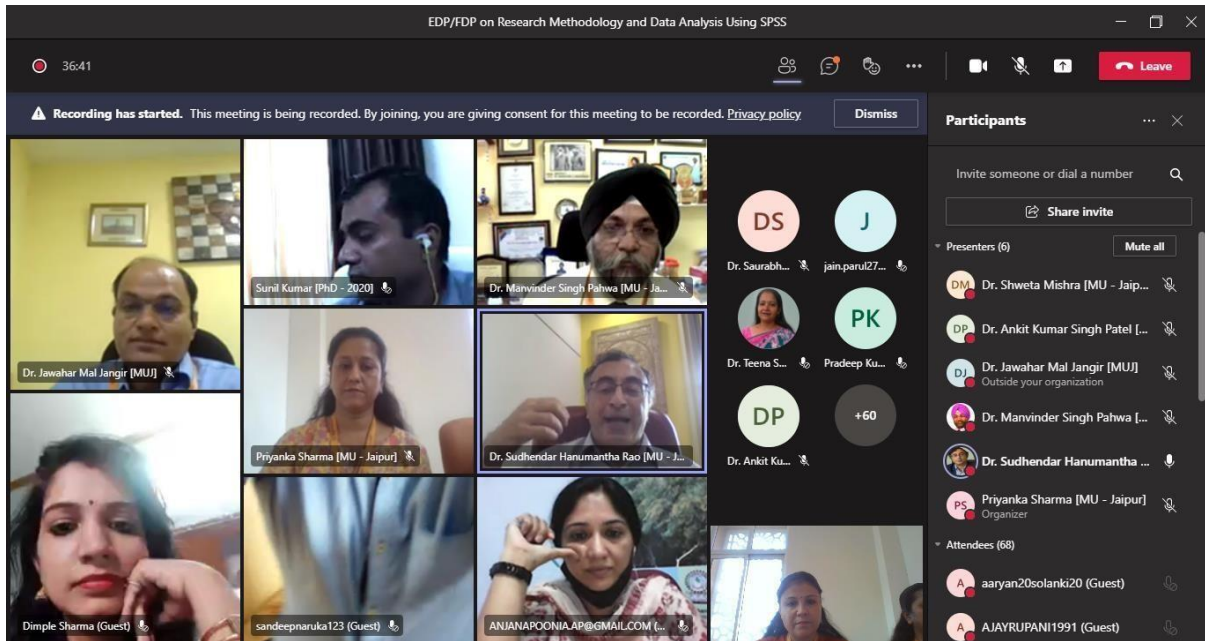 EDP/FDP on Research Methodology and Data Analysis Using SPSS
36:41
Leave
Recording has started. This meeting is being recorded. By joining, you are giving consent for this meeting to be recorded. Privacy policy
Dismiss
Dr. Jawahar Mal Jangir [MUJ]
Sunil Kumar [PhD - 2020]
Dr. Manvinder Singh Pahwa [MU - Ja...
Priyanka Sharma [MU - Jaipur]
Dr. Sudhendar Hanumantha Rao [MU - J...
Dimple Sharma (Guest)
sandeepnaruka123 (Guest)
ANJANAPOONIA.AP@GMAIL.COM (...
DS
J
Dr. Saurabh...
jain.parul27...
PK
Dr. Teena S...
Pradeep Ku...
DP
+60
Dr. Ankit Ku...
Participants
Invite someone or dial a number
Share invite
Presenters (6)
Mute all
DM
Dr. Shweta Mishra [MU - Jaip...
DP
Dr. Ankit Kumar Singh Patel [...
DJ
Dr. Jawahar Mal Jangir [MUJ]
Outside your organization
Dr. Manvinder Singh Pahwa [...
Dr. Sudhendar Hanumantha ...
PS
Priyanka Sharma [MU - Jaipur]
Organizer
Attendees (68)
A
aaryan20solanki20 (Guest)
A
AJAYRUPANI1991 (Guest)